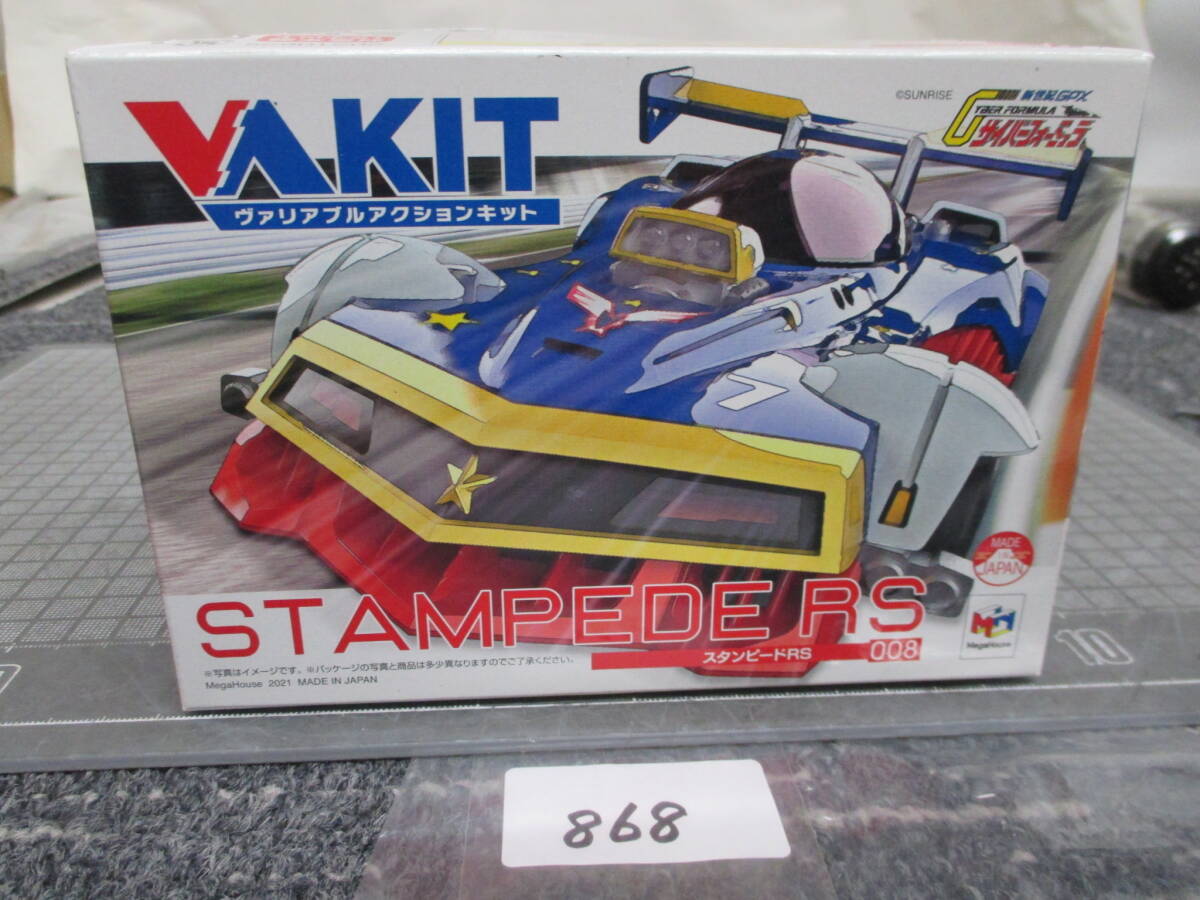 VAKIT
ヴァリアブルアクションキット
©SUNRISE
新世紀GPX
CYBER FORMULA
サイバーフォーミュラ
7
MADE
IN
JAPAN
STAMPEDE RS
スタンピードRS
008
MegaHouse
※写真はイメージです。※パッケージの写真と商品は多少異なりますのでご了承ください。
MegaHouse 2021 MADE IN JAPAN
10
868